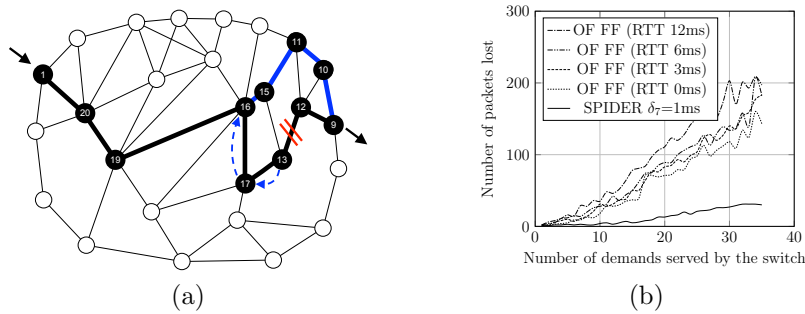 1
20
19
16
15
11
10
12
9
13
17
(a)
300
200
100
0
0
10
20
30
40
Number of packets lost
Number of demands served by the switch
OF FF (RTT 12ms)
OF FF (RTT 6ms)
OF FF (RTT 3ms)
OF FF (RTT 0ms)
SPIDER δ₇=1ms
(b)